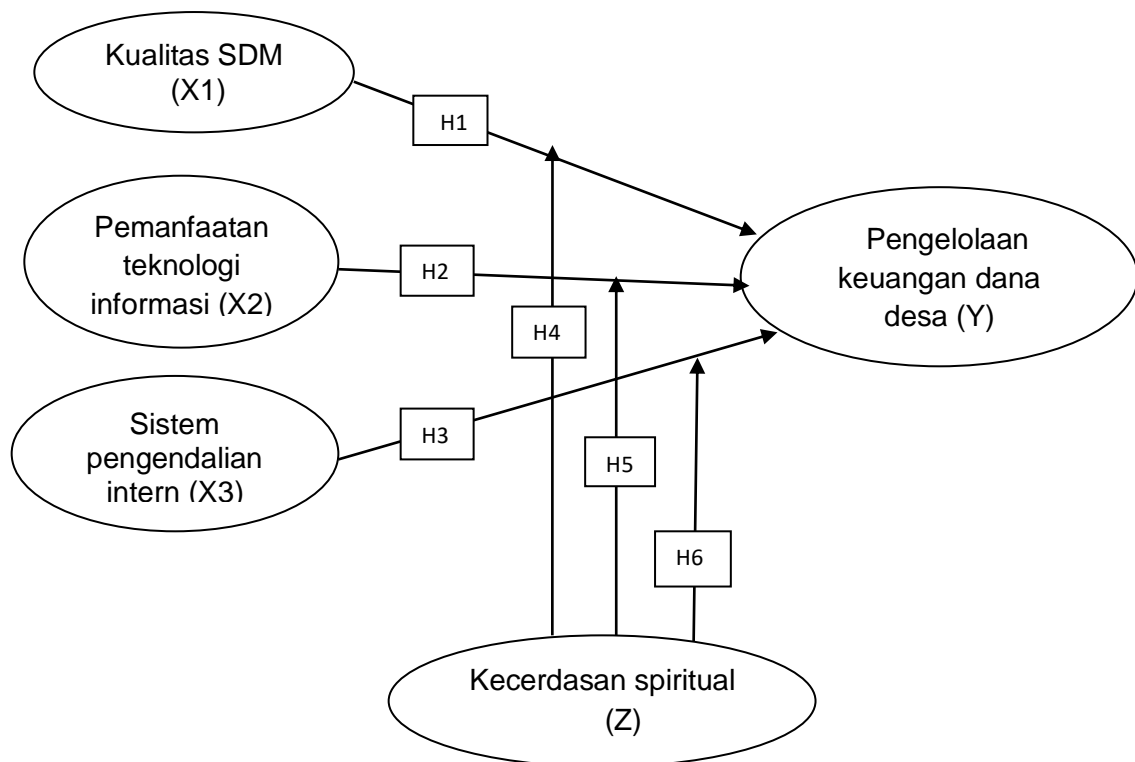 Kualitas SDM
(X1)
H1
Pemanfaatan
teknologi
informasi (X2)
H2
Pengelolaan
keuangan dana
desa (Y)
H4
Sistem
pengendalian
intern (X3)
H3
H5
H6
Kecerdasan spiritual
(Z)